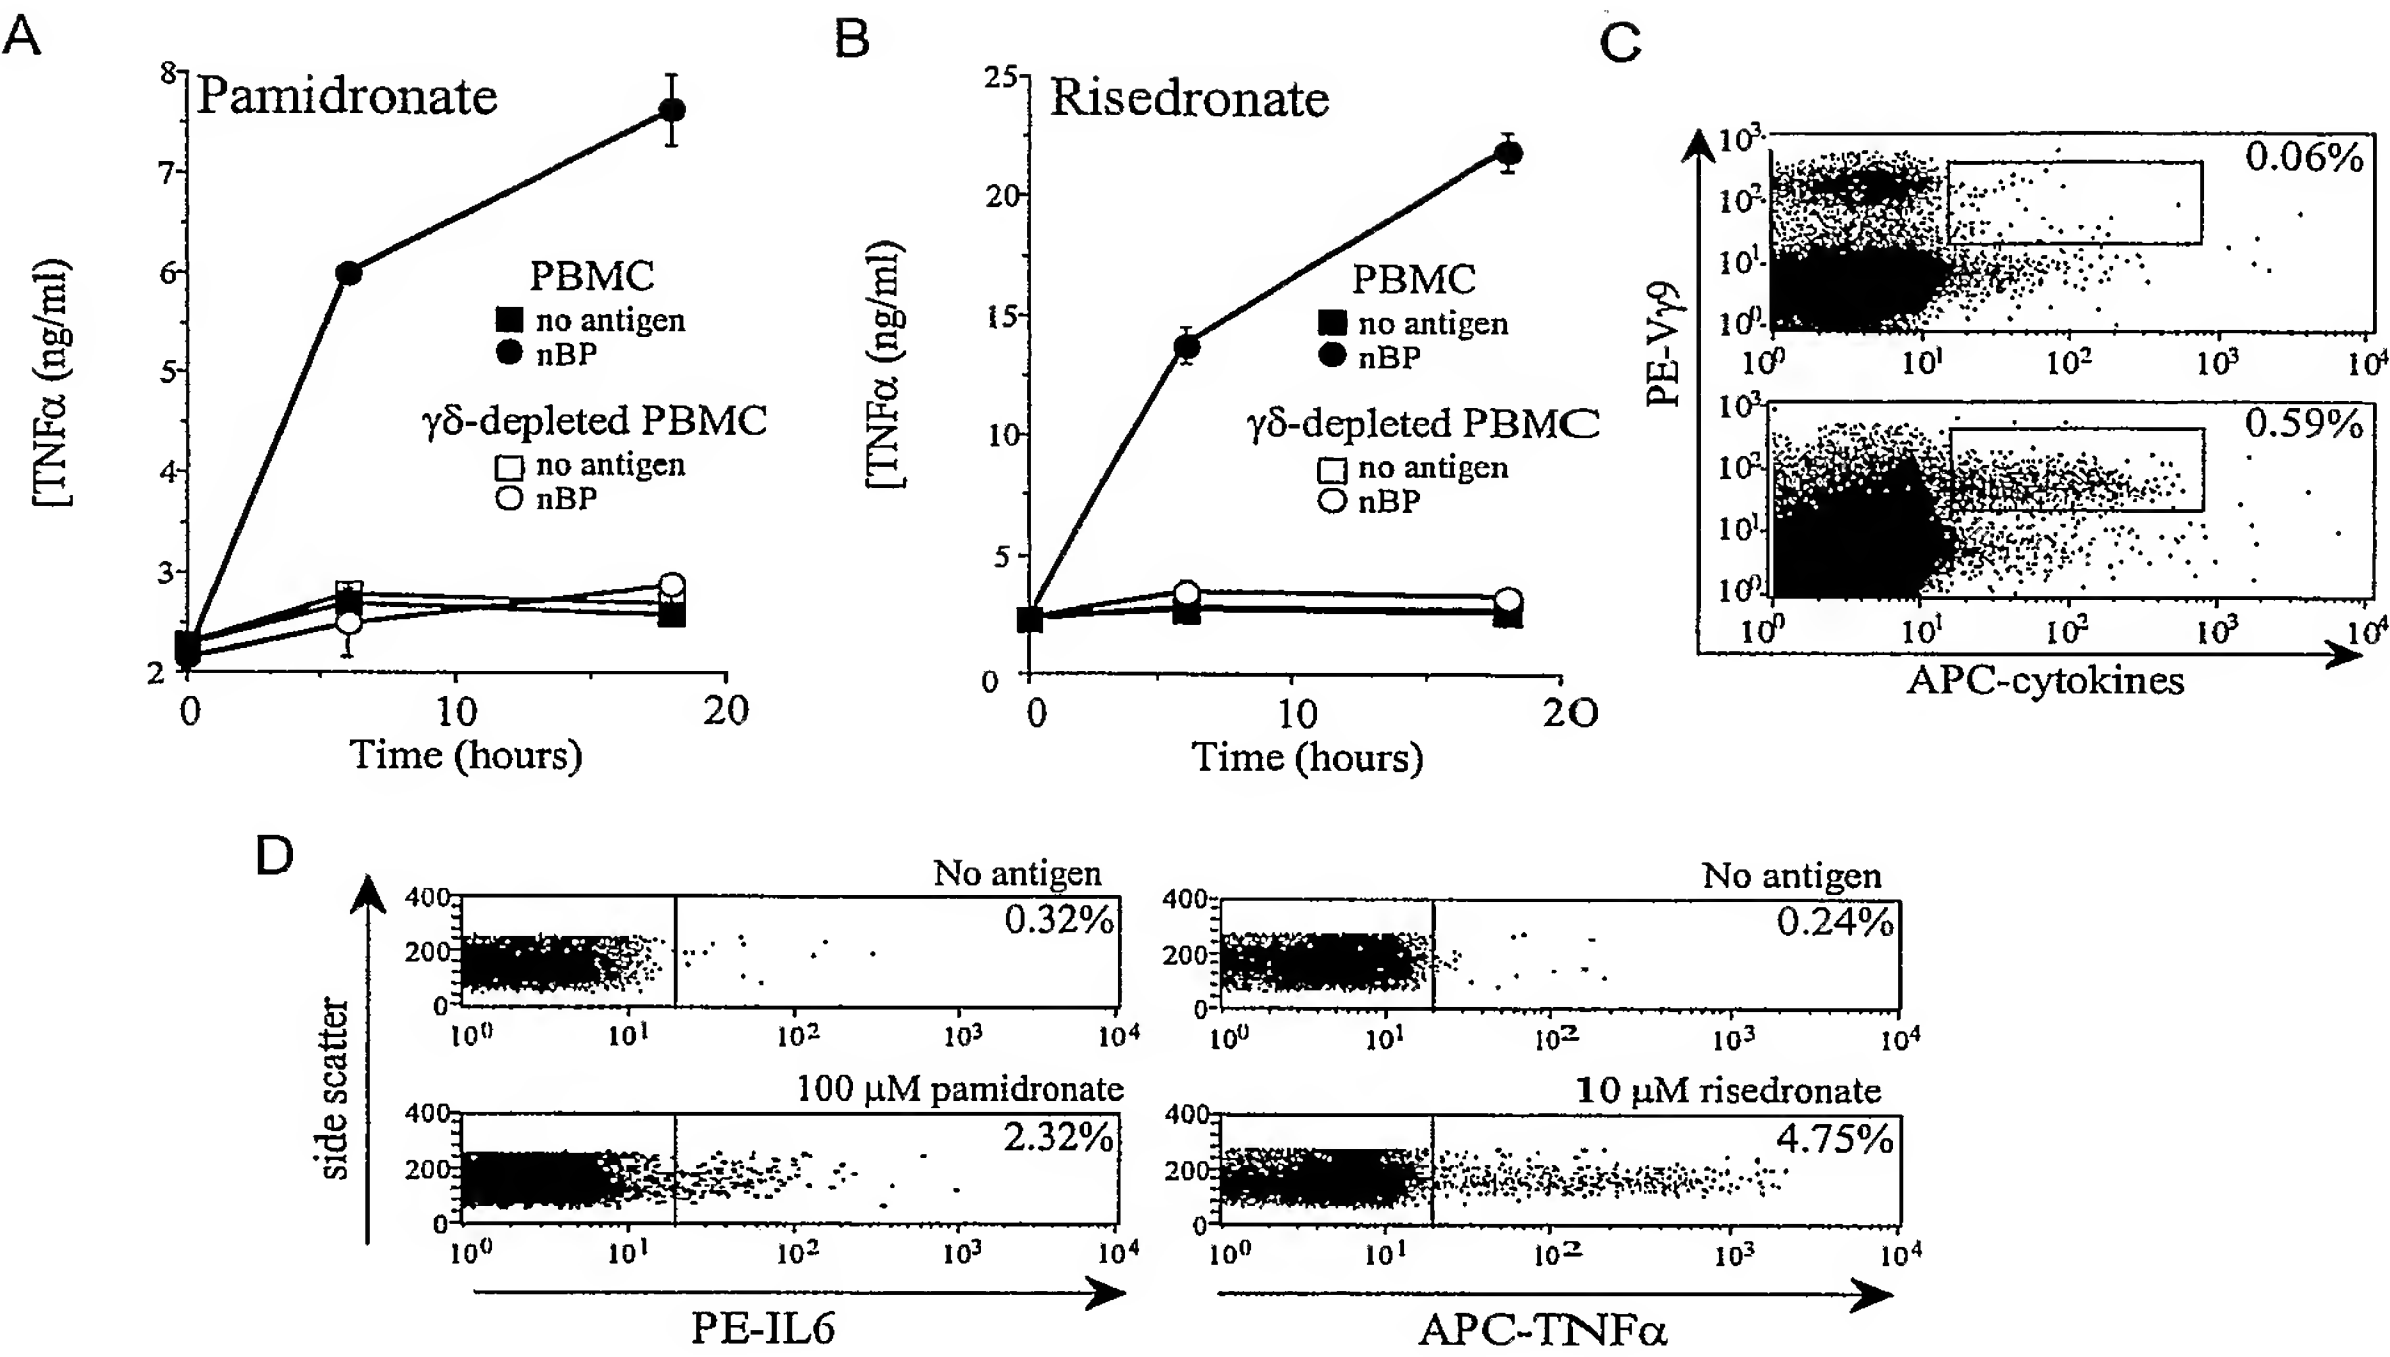 A
Pamidronate
8
7
6
5
4
3
2
[TNFα (ng/ml]
PBMC
no antigen
nBP
γδ-depleted PBMC
no antigen
nBP
0 10 20
Time (hours)
B
Risedronate
25
20
15
10
5
0
[TNFα (ng/ml]
PBMC
no antigen
nBP
γδ-depleted PBMC
no antigen
nBP
0 10 20
Time (hours)
C
PE-Vγ9
10³
10²
10¹
10⁰
0.06%
10⁰ 10¹ 10² 10³ 10⁴
10³
10²
10¹
10⁰
0.59%
10⁰ 10¹ 10² 10³ 10⁴
APC-cytokines
D
side scatter
No antigen
400
200
0
0.32%
10⁰ 10¹ 10² 10³ 10⁴
100 µM pamidronate
400
200
0
2.32%
10⁰ 10¹ 10² 10³ 10⁴
PE-IL6
No antigen
400
200
0
0.24%
10⁰ 10¹ 10² 10³ 10⁴
10 µM risedronate
400
200
0
4.75%
10⁰ 10¹ 10² 10³ 10⁴
APC-TNFα